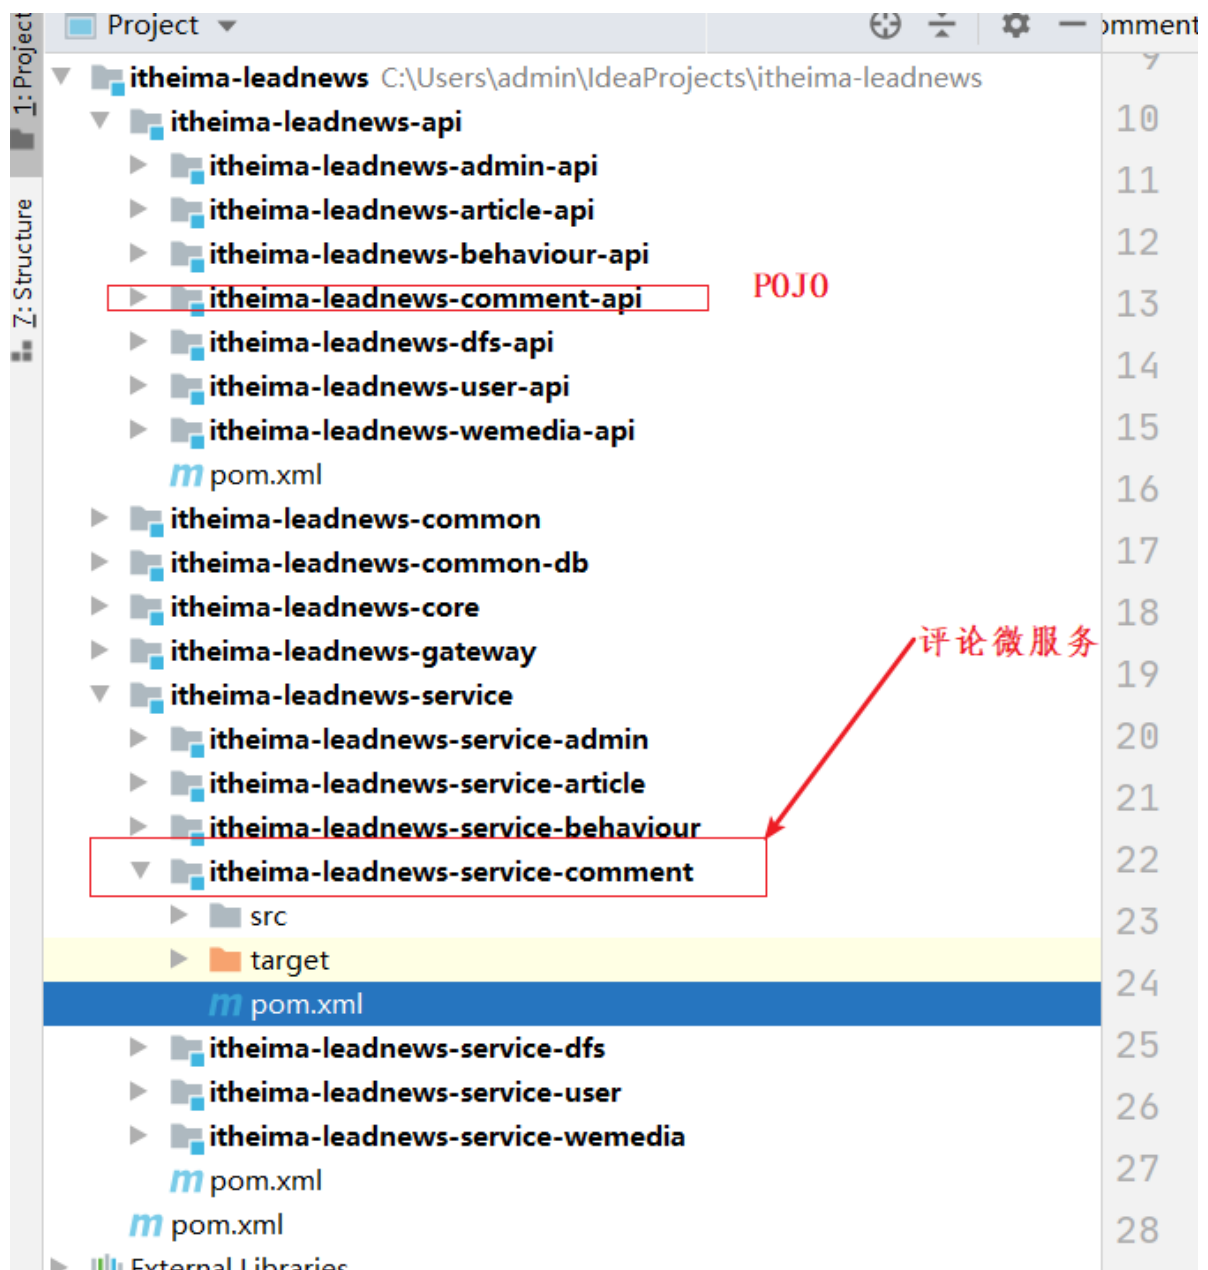 Project
omment
1: Project
7: Structure
itheima-leadnews C:\Users\admin\IdeaProjects\itheima-leadnews
itheima-leadnews-api
itheima-leadnews-admin-api
itheima-leadnews-article-api
itheima-leadnews-behaviour-api
itheima-leadnews-comment-api
POJO
itheima-leadnews-dfs-api
itheima-leadnews-user-api
itheima-leadnews-wemedia-api
pom.xml
itheima-leadnews-common
itheima-leadnews-common-db
itheima-leadnews-core
itheima-leadnews-gateway
评论微服务
itheima-leadnews-service
itheima-leadnews-service-admin
itheima-leadnews-service-article
itheima-leadnews-service-behaviour
itheima-leadnews-service-comment
src
target
pom.xml
itheima-leadnews-service-dfs
itheima-leadnews-service-user
itheima-leadnews-service-wemedia
pom.xml
pom.xml
External Libraries
9
10
11
12
13
14
15
16
17
18
19
20
21
22
23
24
25
26
27
28